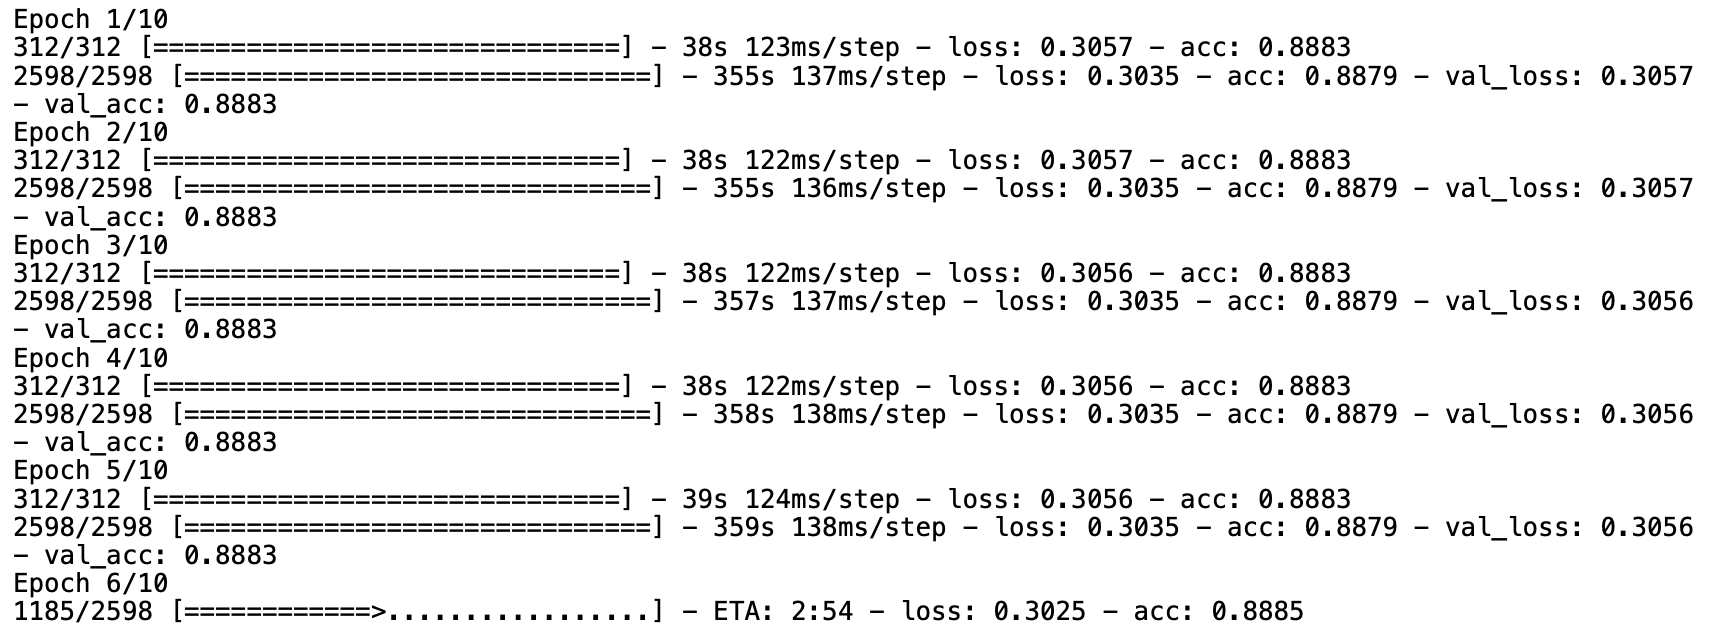 Epoch 1/10
312/312 [==============================] - 38s 123ms/step - loss: 0.3057 - acc: 0.8883
2598/2598 [==============================] - 355s 137ms/step - loss: 0.3035 - acc: 0.8879 - val_loss: 0.3057
- val_acc: 0.8883
Epoch 2/10
312/312 [==============================] - 38s 122ms/step - loss: 0.3057 - acc: 0.8883
2598/2598 [==============================] - 355s 136ms/step - loss: 0.3035 - acc: 0.8879 - val_loss: 0.3057
- val_acc: 0.8883
Epoch 3/10
312/312 [==============================] - 38s 122ms/step - loss: 0.3056 - acc: 0.8883
2598/2598 [==============================] - 357s 137ms/step - loss: 0.3035 - acc: 0.8879 - val_loss: 0.3056
- val_acc: 0.8883
Epoch 4/10
312/312 [==============================] - 38s 122ms/step - loss: 0.3056 - acc: 0.8883
2598/2598 [==============================] - 358s 138ms/step - loss: 0.3035 - acc: 0.8879 - val_loss: 0.3056
- val_acc: 0.8883
Epoch 5/10
312/312 [==============================] - 39s 124ms/step - loss: 0.3056 - acc: 0.8883
2598/2598 [==============================] - 359s 138ms/step - loss: 0.3035 - acc: 0.8879 - val_loss: 0.3056
- val_acc: 0.8883
Epoch 6/10
1185/2598 [============>.................] - ETA: 2:54 - loss: 0.3025 - acc: 0.8885